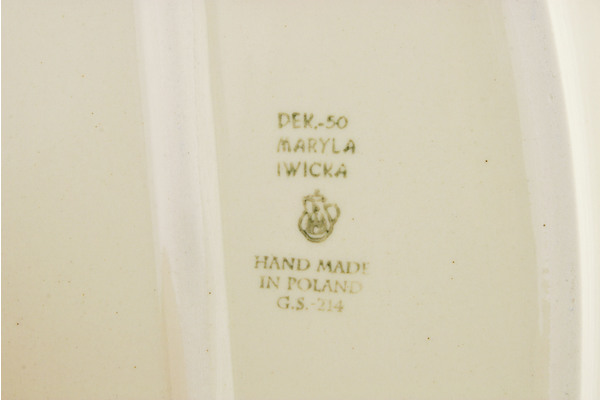 DEK.-50
MARYLA
IWICKA
HAND MADE
IN POLAND
G.S.-214